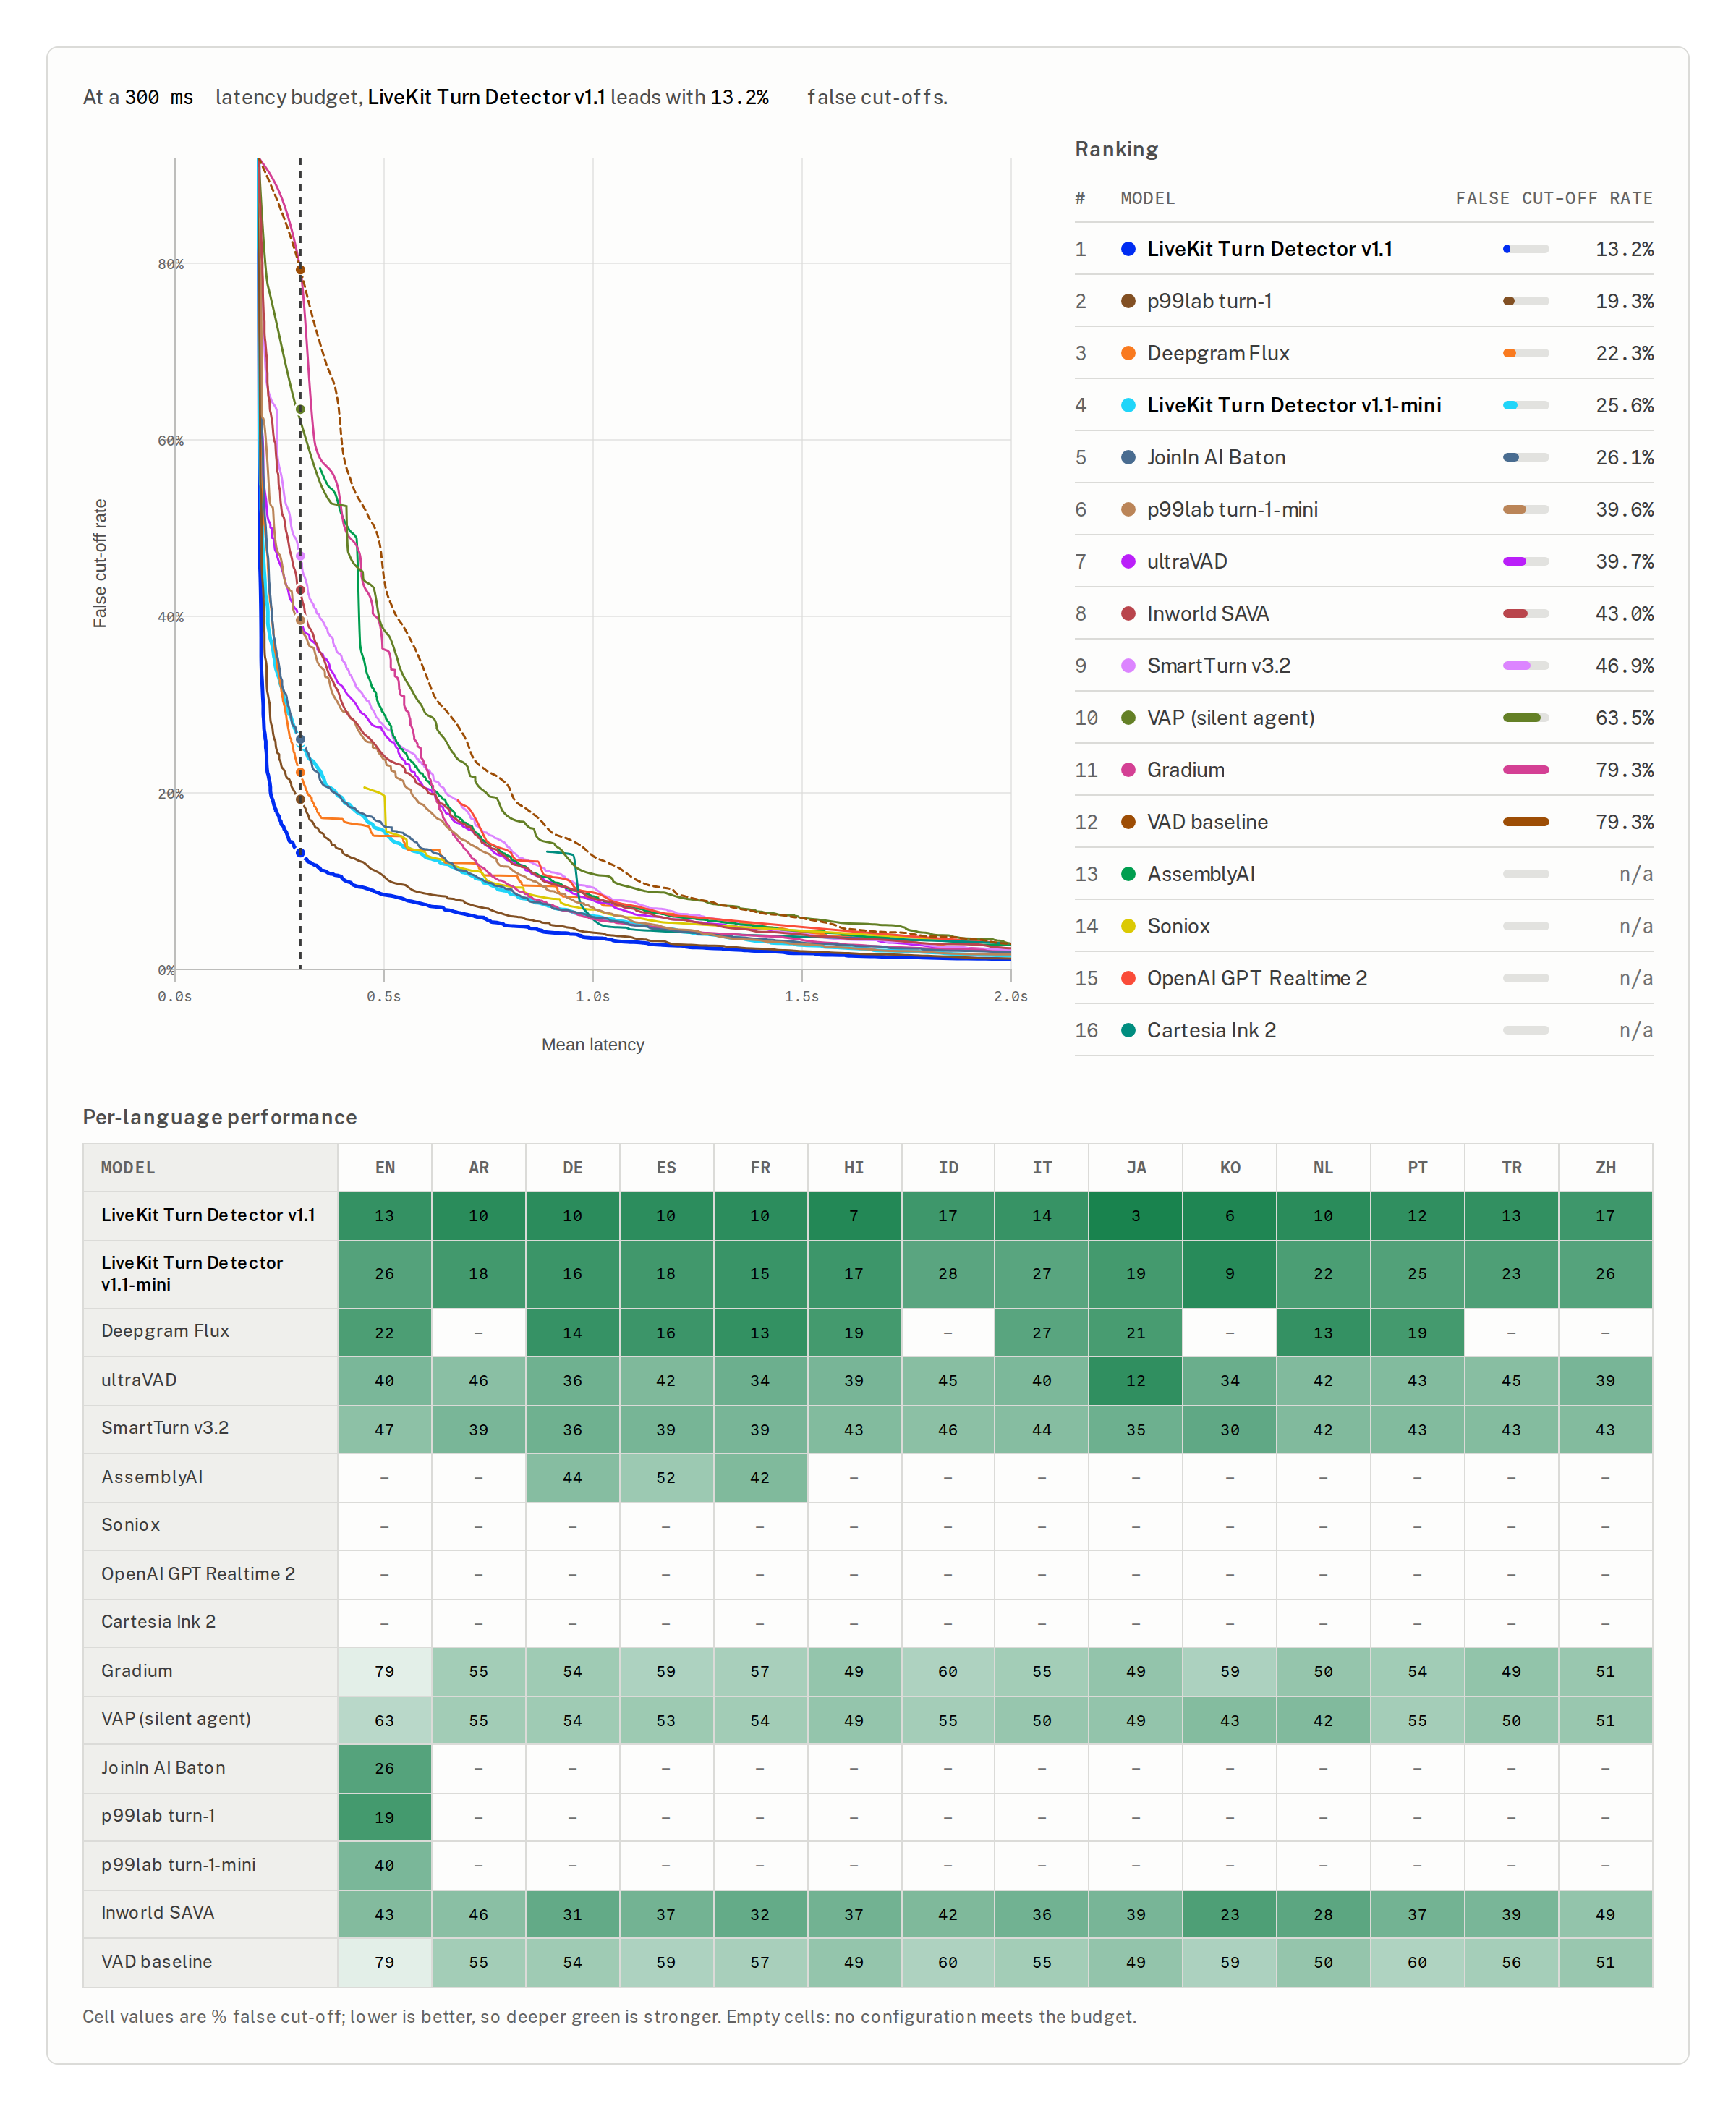 At a 300 ms latency budget, LiveKit Turn Detector v1.1 leads with 13.2% false cut-offs.
False cut-off rate
80%
60%
40%
20%
0%
0.0s 0.5s 1.0s 1.5s 2.0s
Mean latency
Ranking
# MODEL FALSE CUT-OFF RATE
1 LiveKit Turn Detector v1.1 13.2%
2 p99lab turn-1 19.3%
3 Deepgram Flux 22.3%
4 LiveKit Turn Detector v1.1-mini 25.6%
5 JoinIn AI Baton 26.1%
6 p99lab turn-1-mini 39.6%
7 ultraVAD 39.7%
8 Inworld SAVA 43.0%
9 SmartTurn v3.2 46.9%
10 VAP (silent agent) 63.5%
11 Gradium 79.3%
12 VAD baseline 79.3%
13 AssemblyAI n/a
14 Soniox n/a
15 OpenAI GPT Realtime 2 n/a
16 Cartesia Ink 2 n/a
Per-language performance
MODEL EN AR DE ES FR HI ID IT JA KO NL PT TR ZH
LiveKit Turn Detector v1.1 13 10 10 10 10 7 17 14 3 6 10 12 13 17
LiveKit Turn Detector
v1.1-mini 26 18 16 18 15 17 28 27 19 9 22 25 23 26
Deepgram Flux 22 – 14 16 13 19 – 27 21 – 13 19 – –
ultraVAD 40 46 36 42 34 39 45 40 12 34 42 43 45 39
SmartTurn v3.2 47 39 36 39 39 43 46 44 35 30 42 43 43 43
AssemblyAI – – 44 52 42 – – – – – – – – –
Soniox – – – – – – – – – – – – – –
OpenAI GPT Realtime 2 – – – – – – – – – – – – – –
Cartesia Ink 2 – – – – – – – – – – – – – –
Gradium 79 55 54 59 57 49 60 55 49 59 50 54 49 51
VAP (silent agent) 63 55 54 53 54 49 55 50 49 43 42 55 50 51
JoinIn AI Baton 26 – – – – – – – – – – – – –
p99lab turn-1 19 – – – – – – – – – – – – –
p99lab turn-1-mini 40 – – – – – – – – – – – – –
Inworld SAVA 43 46 31 37 32 37 42 36 39 23 28 37 39 49
VAD baseline 79 55 54 59 57 49 60 55 49 59 50 60 56 51
Cell values are % false cut-off; lower is better, so deeper green is stronger. Empty cells: no configuration meets the budget.